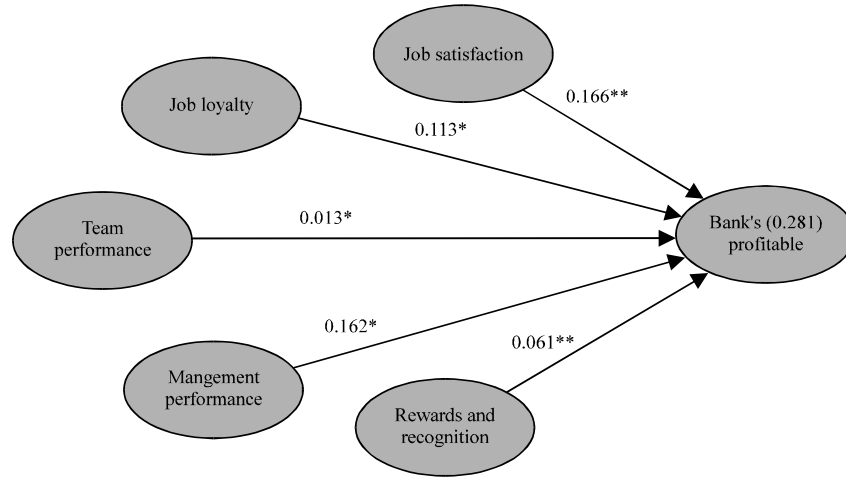 Job satisfaction
0.166**
Job loyalty
0.113*
Team
performance
0.013*
Bank's (0.281)
profitable
Mangement
performance
0.162*
Rewards and
recognition
0.061**